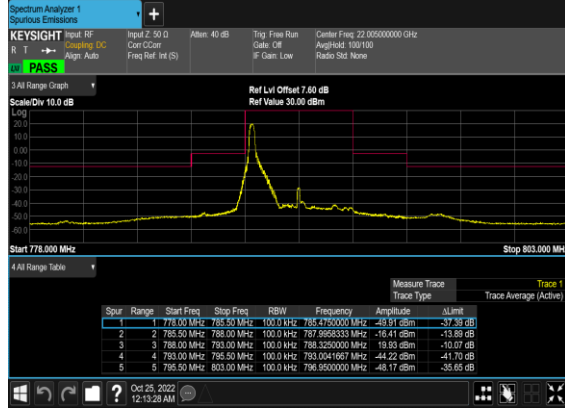 Spectrum Analyzer 1
Spurious Emissions
+
KEYSIGHT Input: RF Input Z: 50 Ω Atten: 40 dB Trig: Free Run Center Freq: 22.005000000 GHz
R T Coupling: DC Corr CCorr Gate: Off Avg|Hold: 100/100
Align: Auto Freq Ref: Int (S) IF Gain: Low Radio Std: None
PASS
3 All Range Graph
Ref Lvl Offset 7.60 dB
Scale/Div 10.0 dB Ref Value 30.00 dBm
Log
20.0
10.0
0.00
-10.0
-20.0
-30.0
-40.0
-50.0
-60.0
Start 778.000 MHz Stop 803.000 MH
4 All Range Table
Measure Trace Trace 1
Trace Type Trace Average (Active)
Spur Range Start Freq Stop Freq RBW Frequency Amplitude ΔLimit
1 1 778.00 MHz 785.50 MHz 100.0 kHz 785.4750000 MHz -49.91 dBm -37.39 dB
2 2 785.50 MHz 788.00 MHz 100.0 kHz 787.9958333 MHz -16.41 dBm -13.89 dB
3 3 788.00 MHz 793.00 MHz 100.0 kHz 788.3250000 MHz 19.93 dBm -10.07 dB
4 4 793.00 MHz 795.50 MHz 100.0 kHz 793.0041667 MHz -44.22 dBm -41.70 dB
5 5 795.50 MHz 803.00 MHz 100.0 kHz 796.9500000 MHz -48.17 dBm -35.65 dB
? Oct 25, 2022
12:13:28 AM